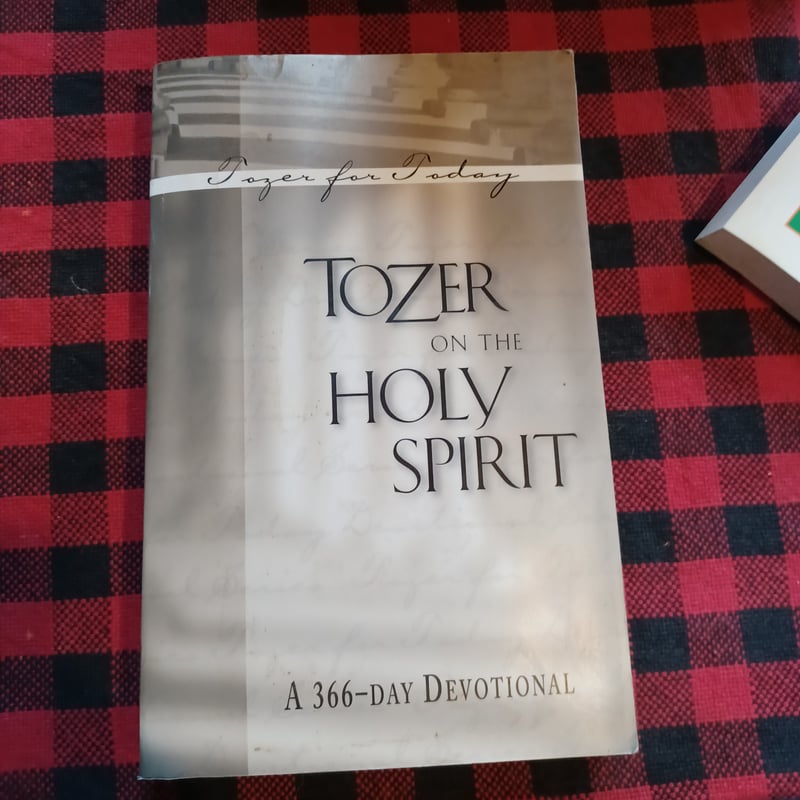 Tozer for Today
TOZER
ON THE
HOLY
SPIRIT
A 366-DAY DEVOTIONAL